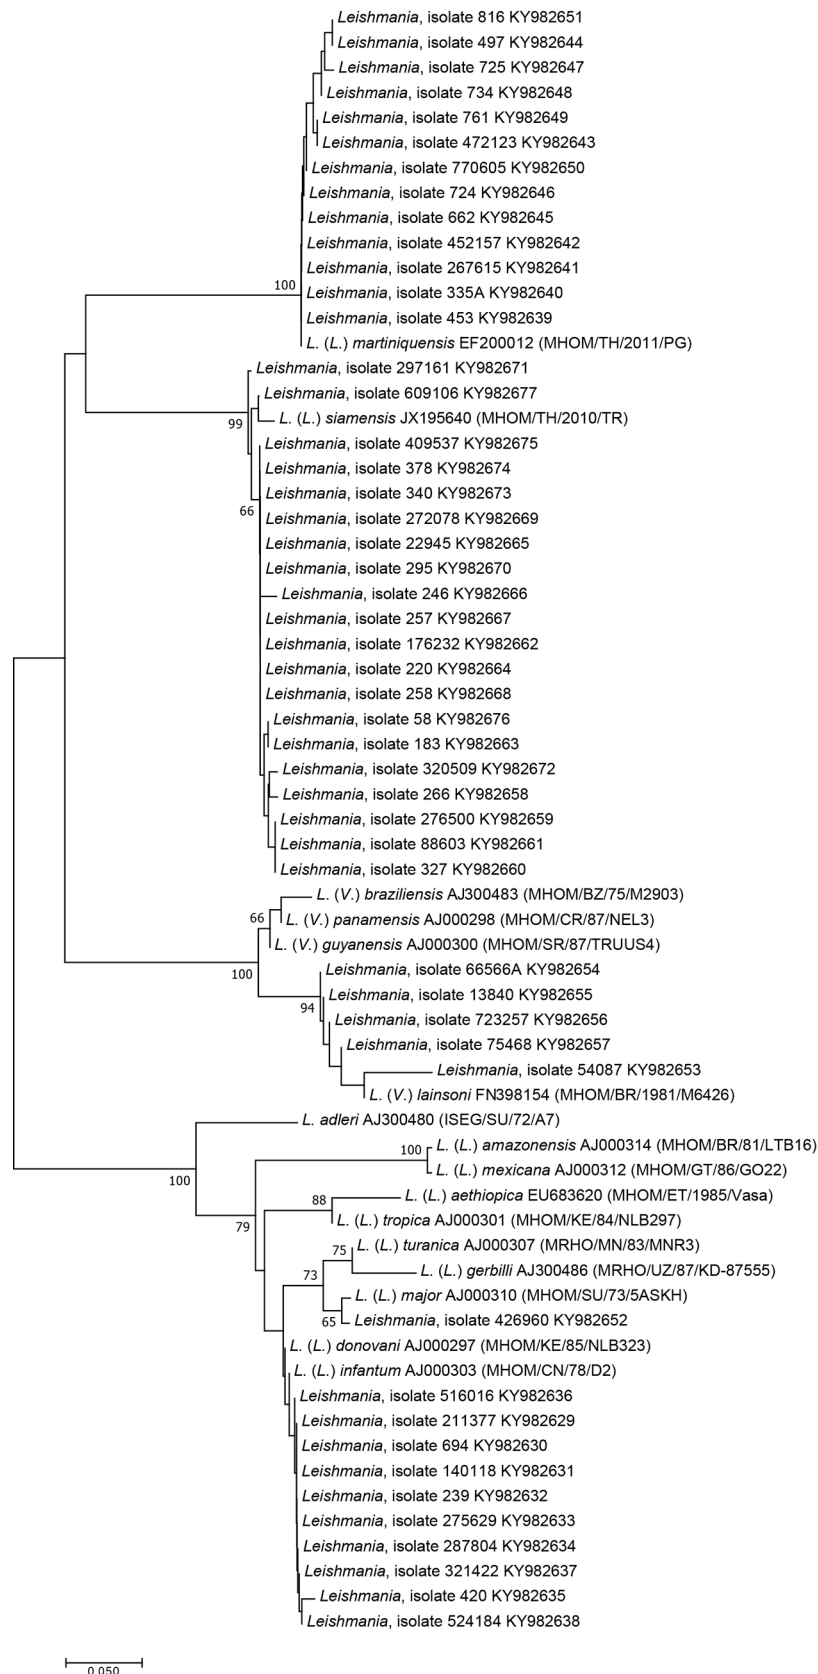 Leishmania, isolate 816 KY982651
Leishmania, isolate 497 KY982644
Leishmania, isolate 725 KY982647
Leishmania, isolate 734 KY982648
Leishmania, isolate 761 KY982649
Leishmania, isolate 472123 KY982643
Leishmania, isolate 770605 KY982650
Leishmania, isolate 724 KY982646
Leishmania, isolate 662 KY982645
Leishmania, isolate 452157 KY982642
Leishmania, isolate 267615 KY982641
100
Leishmania, isolate 335A KY982640
Leishmania, isolate 453 KY982639
L. (L.) martiniquensis EF200012 (MHOM/TH/2011/PG)
Leishmania, isolate 297161 KY982671
Leishmania, isolate 609106 KY982677
L. (L.) siamensis JX195640 (MHOM/TH/2010/TR)
99
Leishmania, isolate 409537 KY982675
Leishmania, isolate 378 KY982674
Leishmania, isolate 340 KY982673
66
Leishmania, isolate 272078 KY982669
Leishmania, isolate 22945 KY982665
Leishmania, isolate 295 KY982670
Leishmania, isolate 246 KY982666
Leishmania, isolate 257 KY982667
Leishmania, isolate 176232 KY982662
Leishmania, isolate 220 KY982664
Leishmania, isolate 258 KY982668
Leishmania, isolate 58 KY982676
Leishmania, isolate 183 KY982663
Leishmania, isolate 320509 KY982672
Leishmania, isolate 266 KY982658
Leishmania, isolate 276500 KY982659
Leishmania, isolate 88603 KY982661
Leishmania, isolate 327 KY982660
L. (V.) braziliensis AJ300483 (MHOM/BZ/75/M2903)
66
L. (V.) panamensis AJ000298 (MHOM/CR/87/NEL3)
L. (V.) guyanensis AJ000300 (MHOM/SR/87/TRUUS4)
100
Leishmania, isolate 66566A KY982654
Leishmania, isolate 13840 KY982655
94
Leishmania, isolate 723257 KY982656
Leishmania, isolate 75468 KY982657
Leishmania, isolate 54087 KY982653
L. (V.) lainsoni FN398154 (MHOM/BR/1981/M6426)
L. adleri AJ300480 (ISEG/SU/72/A7)
L. (L.) amazonensis AJ000314 (MHOM/BR/81/LTB16)
100
L. (L.) mexicana AJ000312 (MHOM/GT/86/GO22)
100
L. (L.) aethiopica EU683620 (MHOM/ET/1985/Vasa)
88
L. (L.) tropica AJ000301 (MHOM/KE/84/NLB297)
79
L. (L.) turanica AJ000307 (MRHO/MN/83/MNR3)
75
L. (L.) gerbilli AJ300486 (MRHO/UZ/87/KD-87555)
73
L. (L.) major AJ000310 (MHOM/SU/73/5ASKH)
65
Leishmania, isolate 426960 KY982652
L. (L.) donovani AJ000297 (MHOM/KE/85/NLB323)
L. (L.) infantum AJ000303 (MHOM/CN/78/D2)
Leishmania, isolate 516016 KY982636
Leishmania, isolate 211377 KY982629
Leishmania, isolate 694 KY982630
Leishmania, isolate 140118 KY982631
Leishmania, isolate 239 KY982632
Leishmania, isolate 275629 KY982633
Leishmania, isolate 287804 KY982634
Leishmania, isolate 321422 KY982637
Leishmania, isolate 420 KY982635
Leishmania, isolate 524184 KY982638
0.050